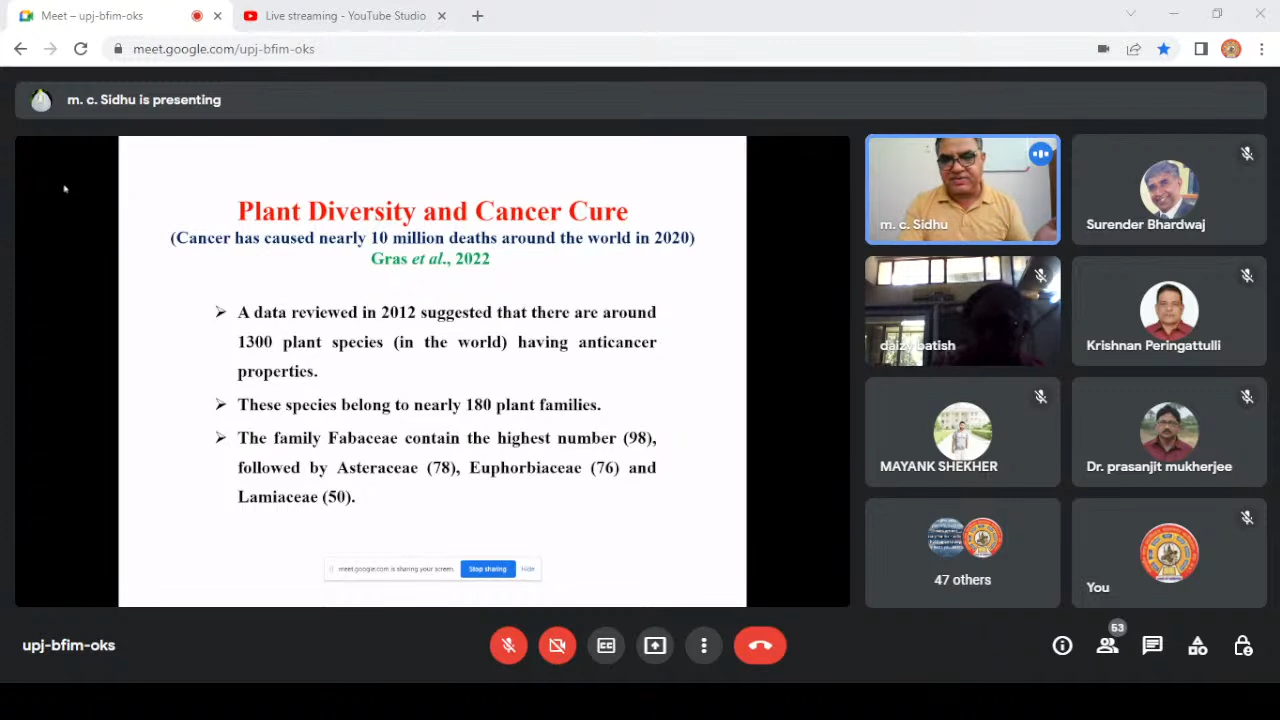 Meet – upj-bfim-oks
Live streaming - YouTube Studio
meet.google.com/upj-bfim-oks
m. c. Sidhu is presenting
Plant Diversity and Cancer Cure
(Cancer has caused nearly 10 million deaths around the world in 2020)
Gras et al., 2022
➢ A data reviewed in 2012 suggested that there are around
1300 plant species (in the world) having anticancer
properties.
➢ These species belong to nearly 180 plant families.
➢ The family Fabaceae contain the highest number (98),
followed by Asteraceae (78), Euphorbiaceae (76) and
Lamiaceae (50).
meet.google.com is sharing your screen.
Stop sharing
Hide
m. c. Sidhu
Surender Bhardwaj
daizy batish
Krishnan Peringattulli
MAYANK SHEKHER
Dr. prasanjit mukherjee
47 others
You
upj-bfim-oks
CC
53